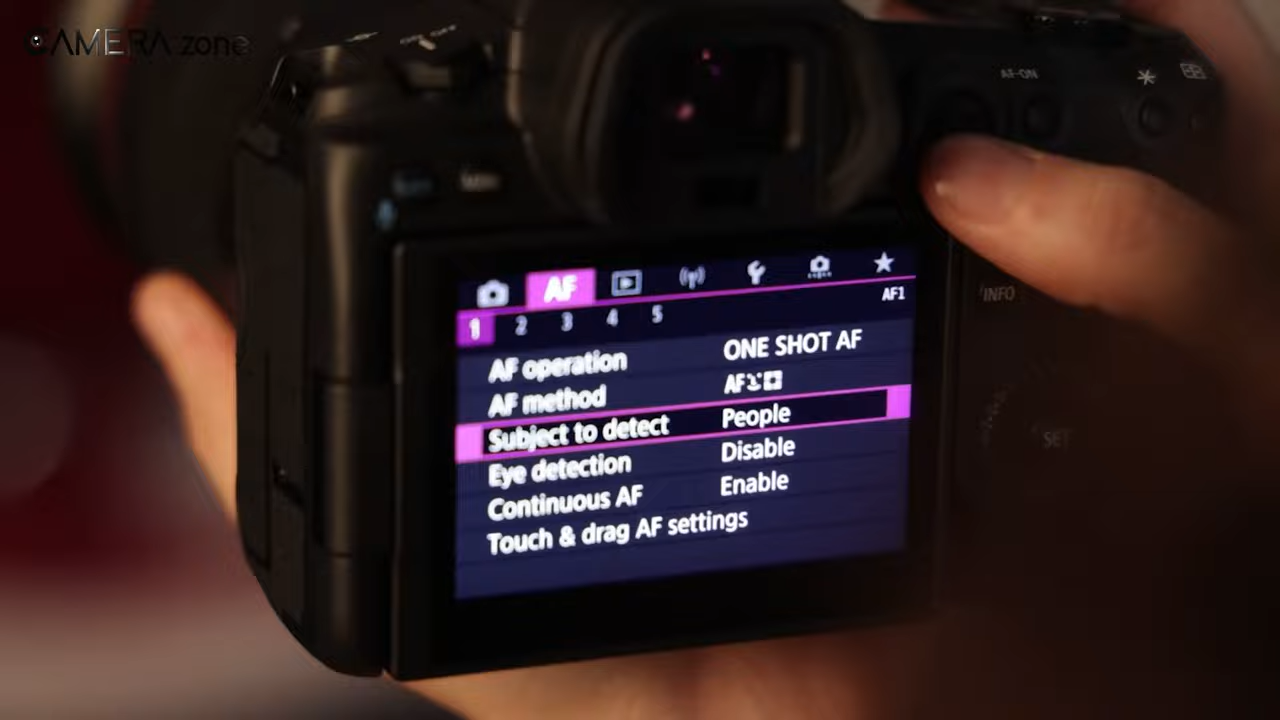 CAMERA zone
AF-ON
AF
1 2 3 4 5 AF1
AF operation ONE SHOT AF
AF method AF
Subject to detect People
Eye detection Disable
Continuous AF Enable
Touch & drag AF settings
INFO
SET